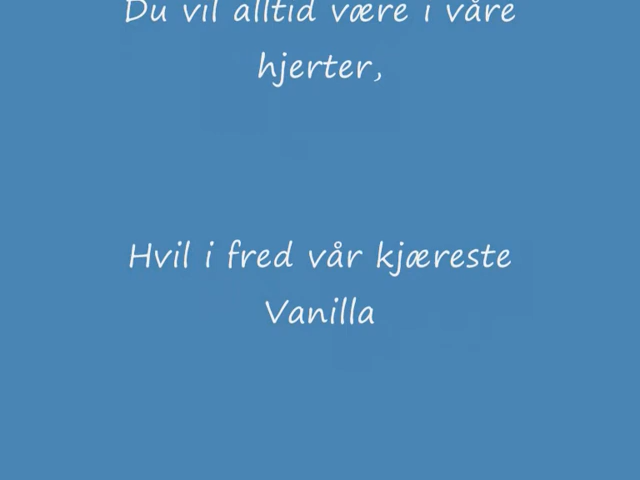 Du vil alltid være i våre
hjerter,
Hvil i fred vår kjæreste
Vanilla